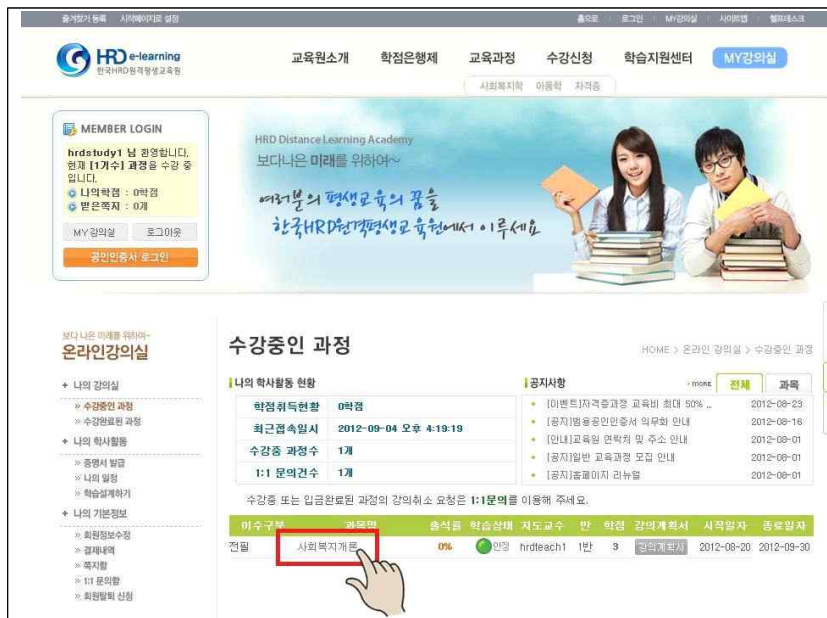 즐겨찾기 등록 시작페이지로 설정
홈으로 로그인 MY강의실 사이트맵 헬프데스크
HRD e-learning
한국HRD원격평생교육원
교육원소개 학점은행제 교육과정 수강신청 학습지원센터 MY강의실
사회복지학 아동학 자격증
MEMBER LOGIN
hrdstudy1 님 환영합니다.
현재 [1기수] 과정을 수강 중
입니다.
나의학점 : 0학점
받은쪽지 : 0개
MY강의실 로그아웃
공인인증서 로그인
HRD Distance Learning Academy
보다나은 미래를 위하여~
여러분의 평생교육의 꿈을
한국HRD원격평생교육원에서 이루세요
보다 나은 미래를 위하여~
온라인강의실
+ 나의 강의실
» 수강중인 과정
» 수강완료된 과정
+ 나의 학사활동
» 증명서 발급
» 나의 일정
» 학습설계하기
+ 나의 기본정보
» 회원정보수정
» 결제내역
» 쪽지함
» 1:1 문의함
» 회원탈퇴 신청
수강중인 과정
HOME > 온라인 강의실 > 수강중인 과정
나의 학사활동 현황
학점취득현황 0학점
최근접속일시 2012-09-04 오후 4:19:19
수강중 과정수 1개
1:1 문의건수 1개
공지사항 › MORE 전체 과목
[이벤트]자격증과정 교육비 최대 50% .. 2012-08-23
[공지]범용공인인증서 의무화 안내 2012-08-16
[안내]교육원 연락처 및 주소 안내 2012-08-01
[공지]일반 교육과정 모집 안내 2012-08-01
[공지]홈페이지 리뉴얼 2012-08-01
수강중 또는 입금완료된 과정의 강의취소 요청은 1:1문의를 이용해 주세요.
이수구분 과목명 출석률 학습상태 지도교수 반 학점 강의계획서 시작일자 종료일자
전필 사회복지개론 0% 안정 hrdteach1 1반 3 강의계획서 2012-08-20 2012-09-30